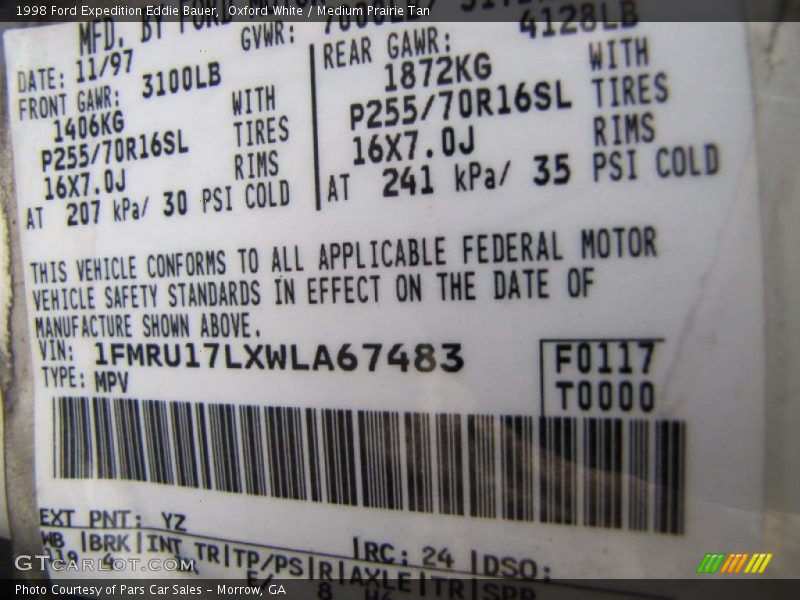 1998 Ford Expedition Eddie Bauer, , Oxford White / Medium Prairie Tan
MFD. BY FORD
GVWR:
DATE: 11/97
FRONT GAWR: 3100LB
1406KG WITH
P255/70R16SL TIRES
16X7.0J RIMS
AT 207 kPa/ 30 PSI COLD
REAR GAWR: 4128LB
1872KG WITH
P255/70R16SL TIRES
16X7.0J RIMS
AT 241 kPa/ 35 PSI COLD
THIS VEHICLE CONFORMS TO ALL APPLICABLE FEDERAL MOTOR
VEHICLE SAFETY STANDARDS IN EFFECT ON THE DATE OF
MANUFACTURE SHOWN ABOVE.
VIN: 1FMRU17LXWLA67483
TYPE: MPV
F0117
T0000
EXT PNT: YZ
RC: 24 DSO:
WB BRK INT TR TP/PS R AXLE TR SPR
119 4
GTCARLOT.COM
Photo Courtesy of Pars Car Sales - Morrow, GA